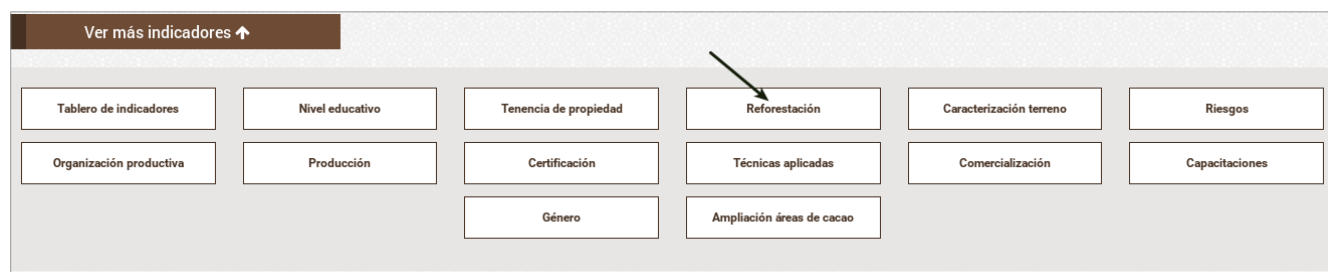 Ver más indicadores
Tablero de indicadores
Nivel educativo
Tenencia de propiedad
Reforestación
Caracterización terreno
Riesgos
Organización productiva
Producción
Certificación
Técnicas aplicadas
Comercialización
Capacitaciones
Género
Ampliación áreas de cacao